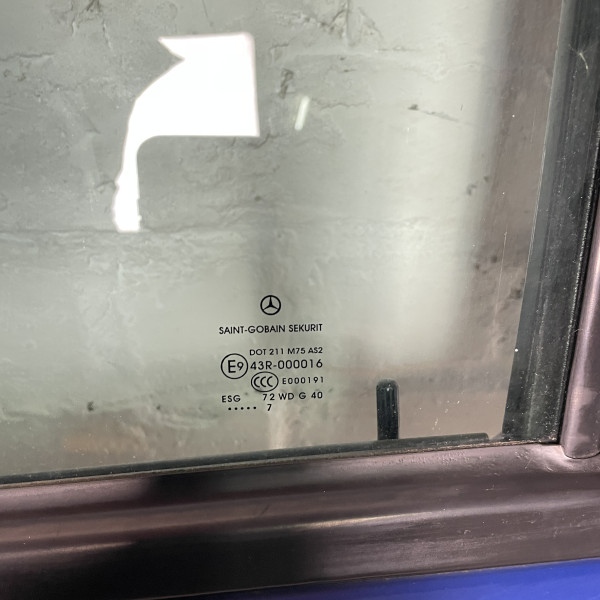 SAINT-GOBAIN SEKURIT
DOT 211 M75 AS2
E9 43R-000016
CCC E000191
ESG 72 WD G 40
••••• 7